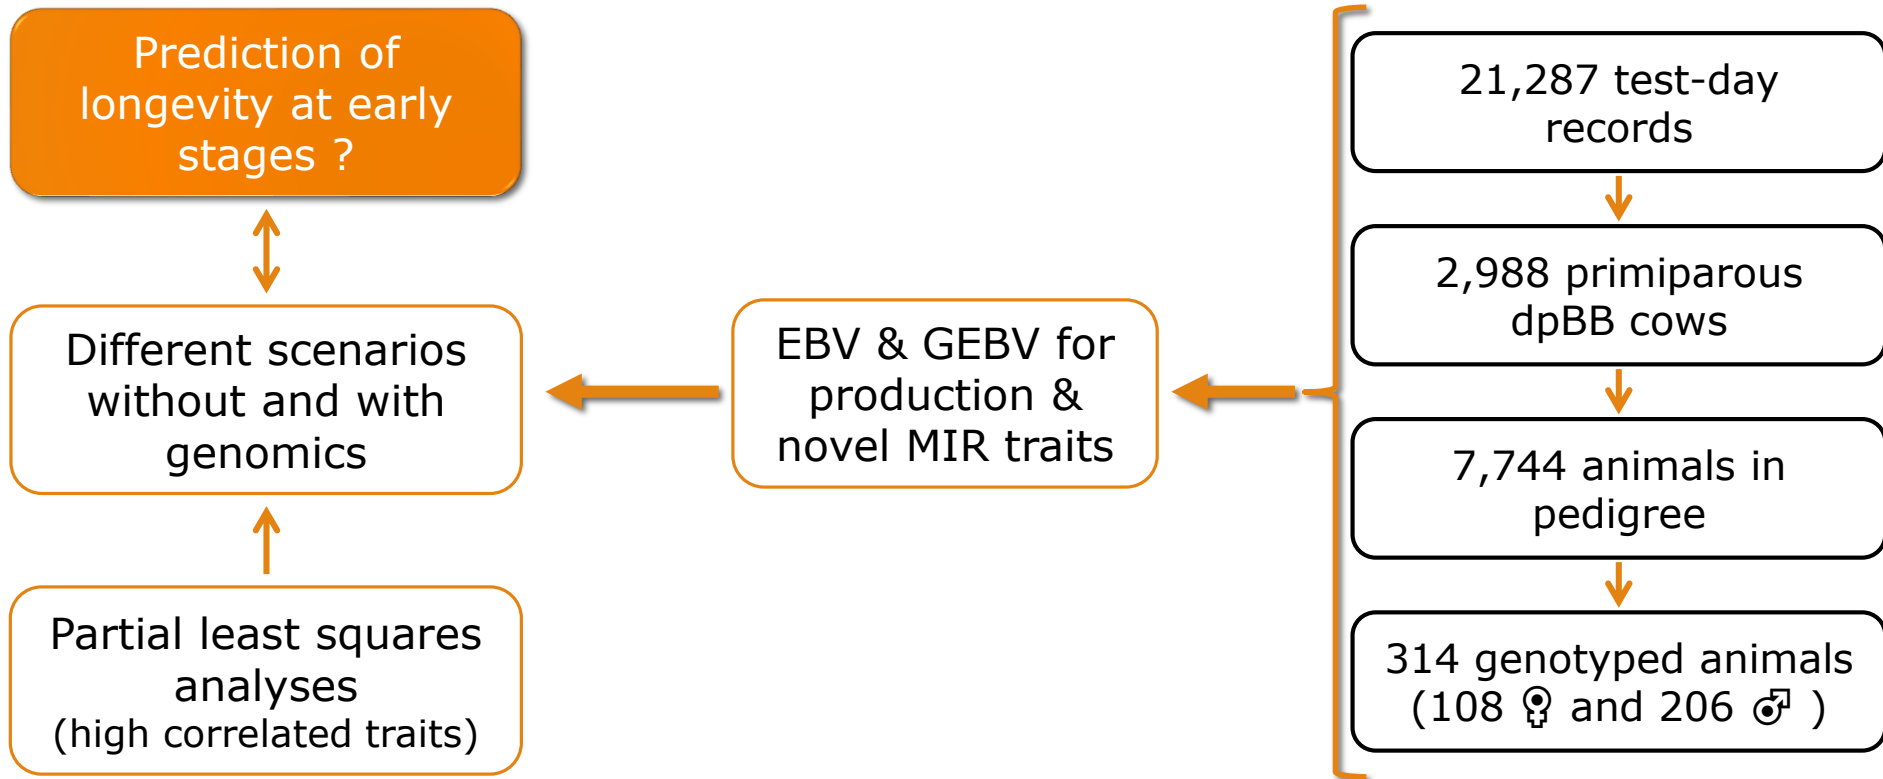 Prediction of
longevity at early
stages ?
Different scenarios
without and with
genomics
Partial least squares
analyses
(high correlated traits)
EBV & GEBV for
production &
novel MIR traits
21,287 test-day
records
2,988 primiparous
dpBB cows
7,744 animals in
pedigree
314 genotyped animals
(108 ♀ and 206 ♂ )